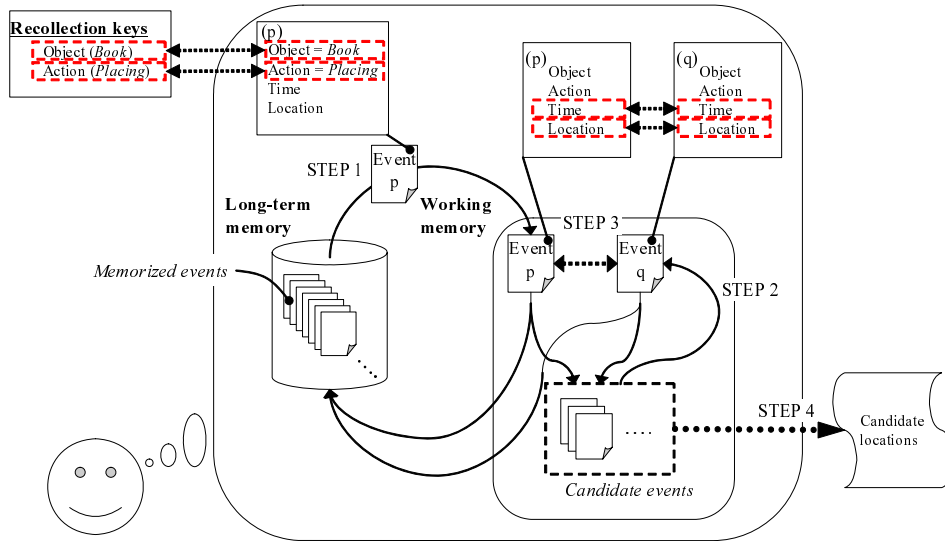 Recollection keys
Object (Book)
Action (Placing)
(p)
Object = Book
Action = Placing
Time
Location
(p)
Object
Action
Time
Location
(q)
Object
Action
Time
Location
STEP 1
Event
p
Long-term
memory
Working
memory
Memorized events
STEP 3
Event
p
Event
q
STEP 2
....
Candidate events
STEP 4
Candidate
locations